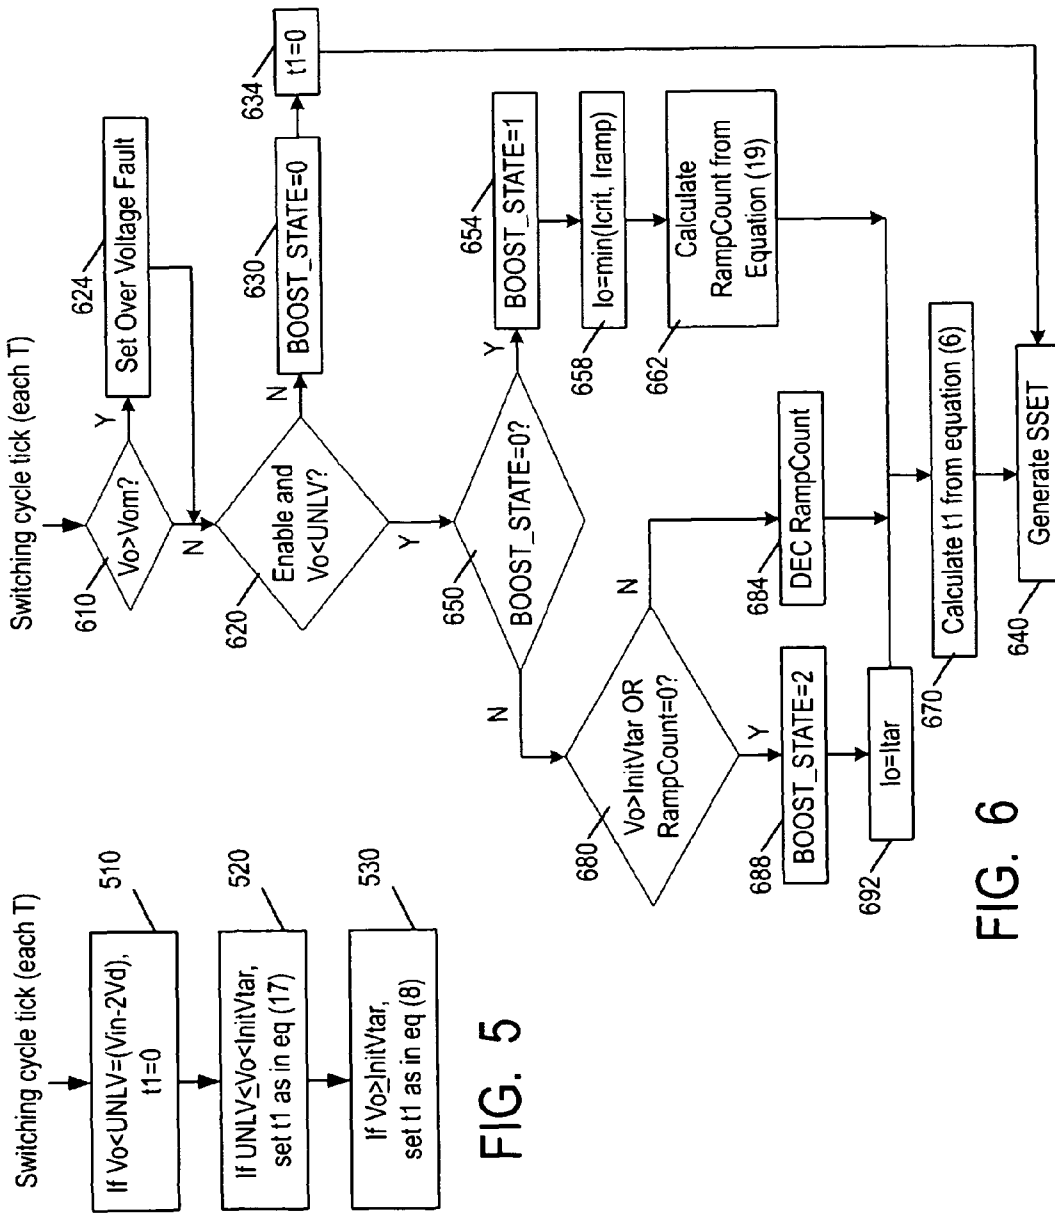 Switching cycle tick (each T)
510
If Vo<UNLV=(Vin-2Vd),
t1=0
520
If UNLV≤Vo<InitVtar,
set t1 as in eq (17)
530
If Vo≥InitVtar,
set t1 as in eq (8)
FIG. 5
Switching cycle tick (each T)
610
Vo>Vom?
Y
N
624
Set Over Voltage Fault
620
Enable and
Vo<UNLV?
N
Y
630
BOOST_STATE=0
634
t1=0
650
BOOST_STATE=0?
Y
N
654
BOOST_STATE=1
658
Io=min(Icrit, Iramp)
662
Calculate
RampCount from
Equation (19)
680
Vo>InitVtar OR
RampCount=0?
N
Y
684
DEC RampCount
688
BOOST_STATE=2
692
Io=Itar
670
Calculate t1 from equation (6)
640
Generate SSET
FIG. 6